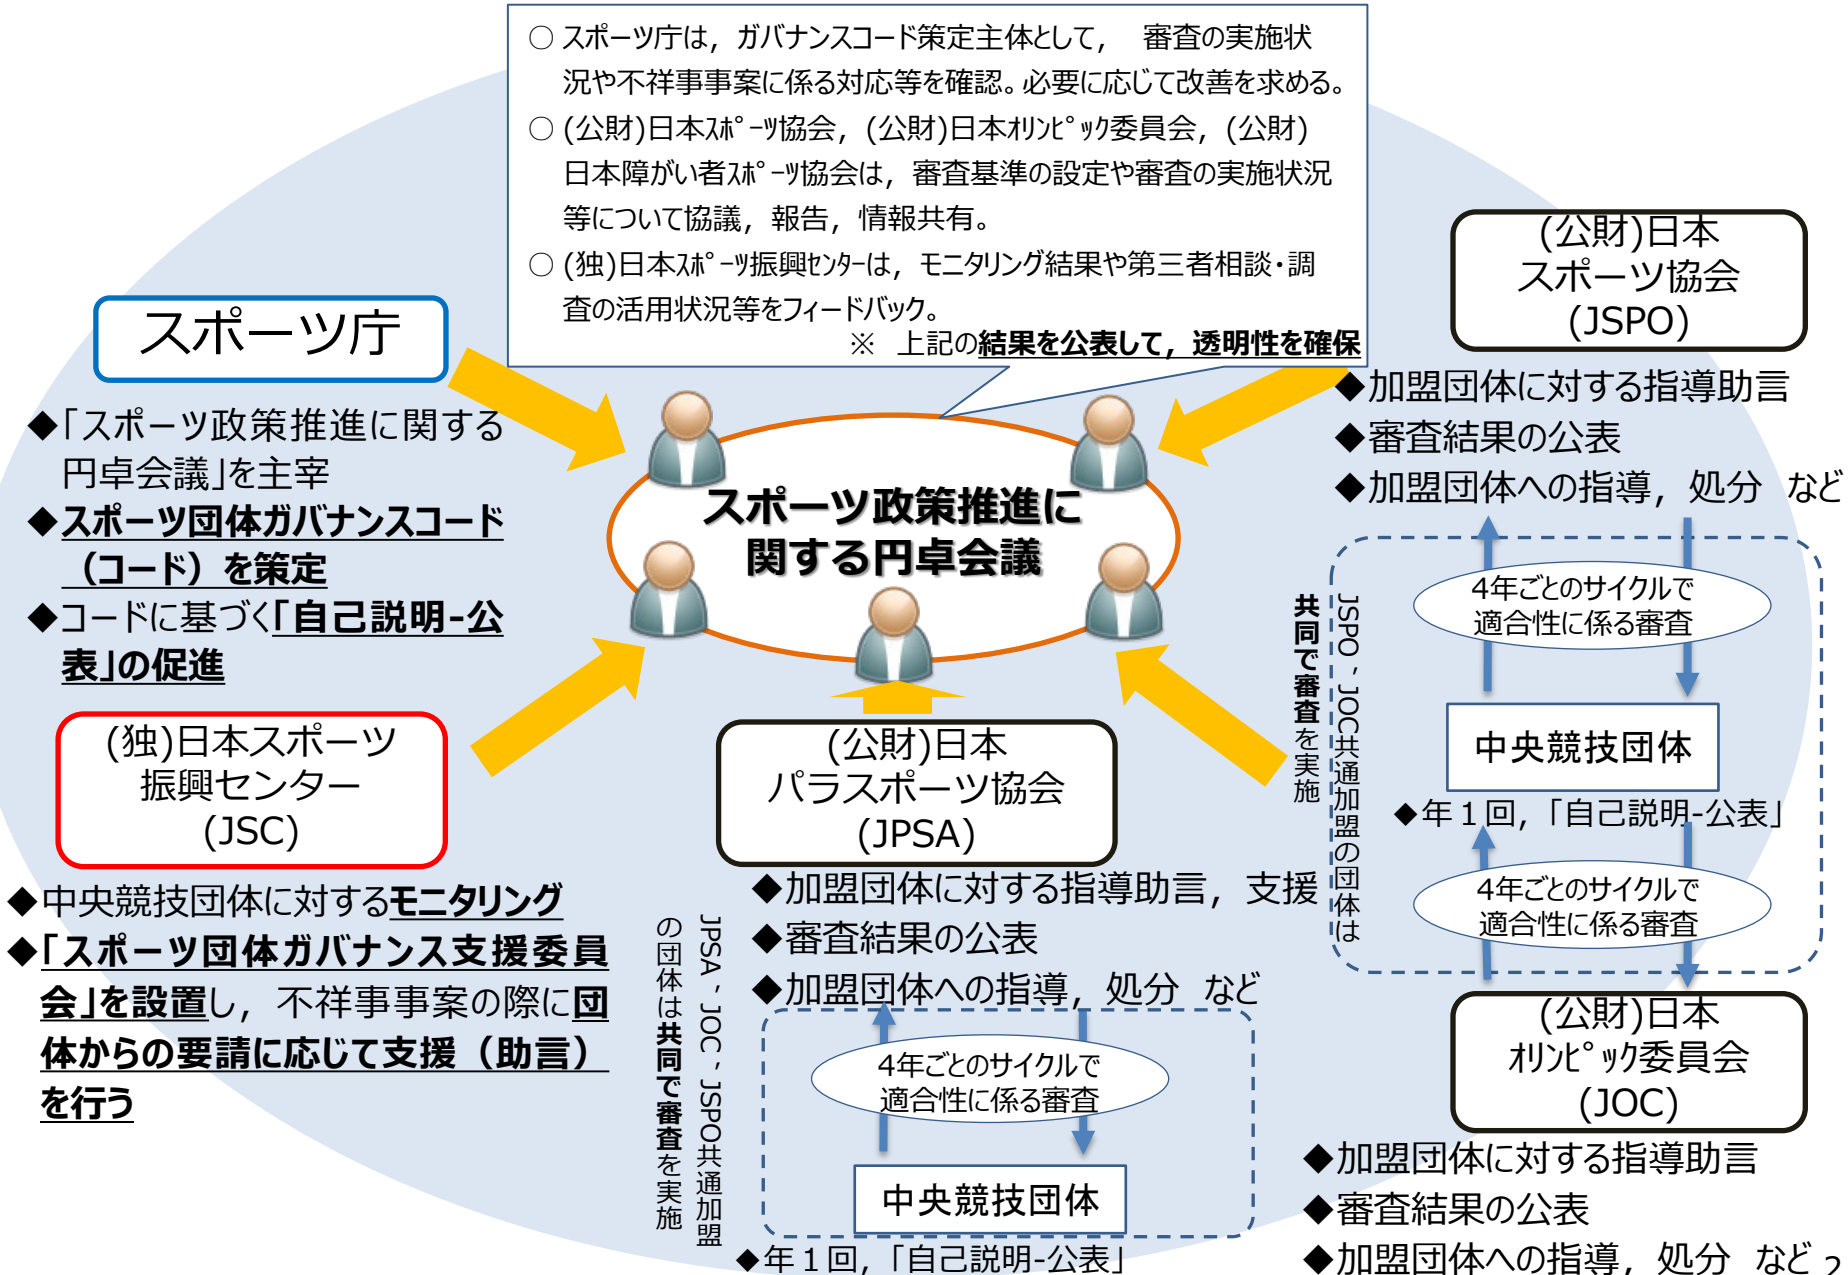 ○ スポーツ庁は，ガバナンスコード策定主体として，　審査の実施状
況や不祥事事案に係る対応等を確認。必要に応じて改善を求める。
○ (公財)日本ｽﾎﾟｰﾂ協会，(公財)日本ｵﾘﾝﾋﾟｯｸ委員会，(公財)
日本障がい者ｽﾎﾟｰﾂ協会は，審査基準の設定や審査の実施状況
等について協議，報告，情報共有。
○ (独)日本ｽﾎﾟｰﾂ振興ｾﾝﾀｰは，モニタリング結果や第三者相談・調
査の活用状況等をフィードバック。
※　上記の結果を公表して，透明性を確保
スポーツ庁
◆「スポーツ政策推進に関する
円卓会議」を主宰
◆スポーツ団体ガバナンスコード
（コード）を策定
◆コードに基づく「自己説明-公
表」の促進
スポーツ政策推進に
関する円卓会議
(公財)日本
スポーツ協会
(JSPO)
◆加盟団体に対する指導助言
◆審査結果の公表
◆加盟団体への指導，処分　など
4年ごとのサイクルで
適合性に係る審査
JSPO、JOC共通加盟の団体は
共同で審査を実施
中央競技団体
◆年１回，「自己説明-公表」
4年ごとのサイクルで
適合性に係る審査
(公財)日本
ｵﾘﾝﾋﾟｯｸ委員会
(JOC)
◆加盟団体に対する指導助言
◆審査結果の公表
◆加盟団体への指導，処分　など
(独)日本スポーツ
振興センター
(JSC)
◆中央競技団体に対するモニタリング
◆「スポーツ団体ガバナンス支援委員
会」を設置し，不祥事事案の際に団
体からの要請に応じて支援（助言）
を行う
(公財)日本
パラスポーツ協会
(JPSA)
◆加盟団体に対する指導助言，支援
◆審査結果の公表
◆加盟団体への指導，処分　など
JPSA、JOC、JSPO共通加盟
の団体は共同で審査を実施
4年ごとのサイクルで
適合性に係る審査
中央競技団体
◆年１回，「自己説明-公表」
2